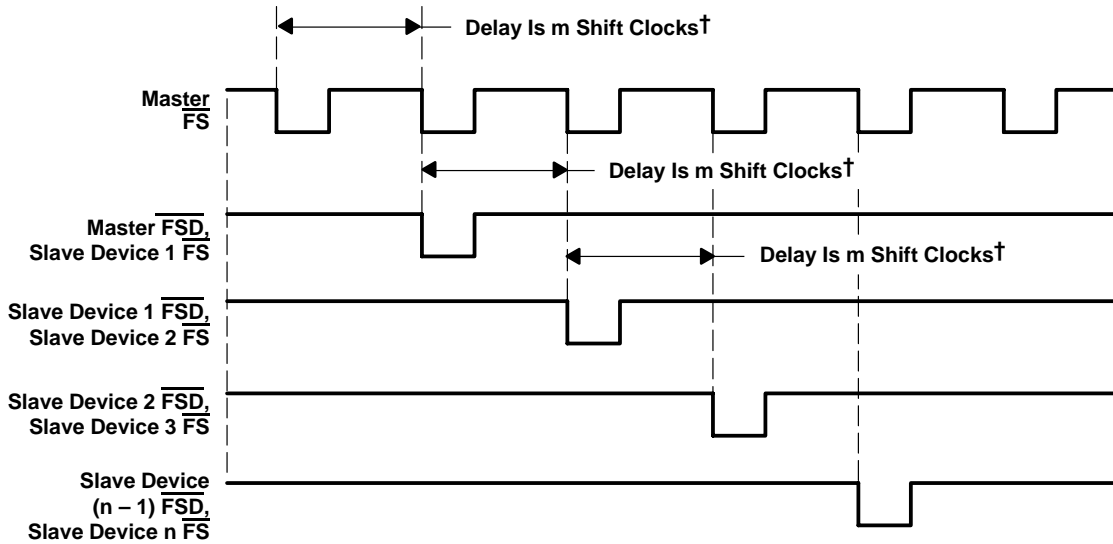 Delay Is m Shift Clocks†
Master
FS
Delay Is m Shift Clocks†
Master FSD,
Slave Device 1 FS
Delay Is m Shift Clocks†
Slave Device 1 FSD,
Slave Device 2 FS
Slave Device 2 FSD,
Slave Device 3 FS
Slave Device
(n – 1) FSD,
Slave Device n FS